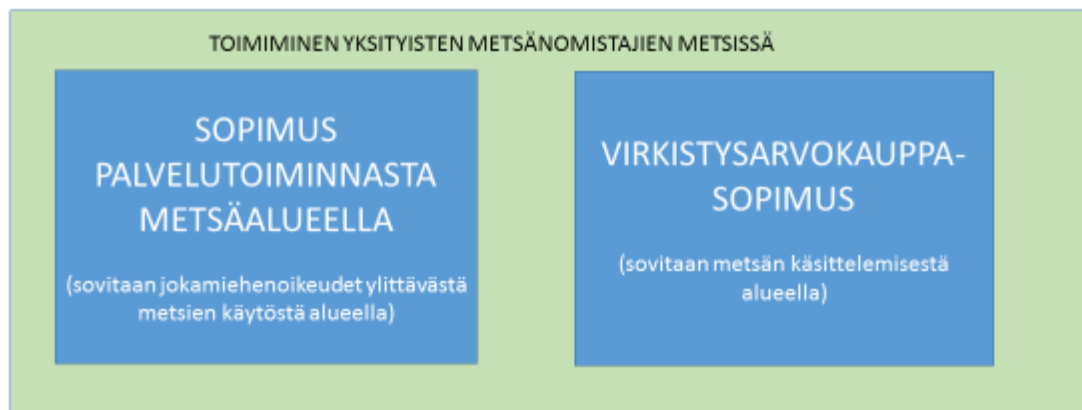 TOIMIMINEN YKSITYISTEN METSÄNOMISTAJIEN METSISSÄ
SOPIMUS
PALVELUTOIMINNASTA
METSÄALUEELLA
(sovitaan jokamiehenoikeudet ylittävästä
metsien käytöstä alueella)
VIRKISTYSARVOKAUPPA-
SOPIMUS
(sovitaan metsän käsittelemisestä
alueella)